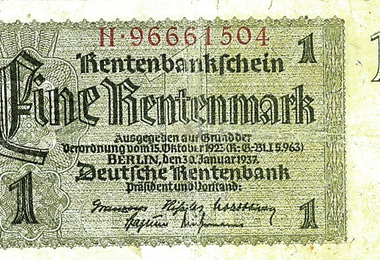 H·96661504
1
Rentenbankschein
Eine Rentenmark
Ausgegeben auf Grund der
Verordnung vom 15. Oktober 1923 (R.-G.-Bl. I S. 963)
BERLIN, den 30. Januar 1937
Deutsche Rentenbank
Präsident und Vorstand:
1
1